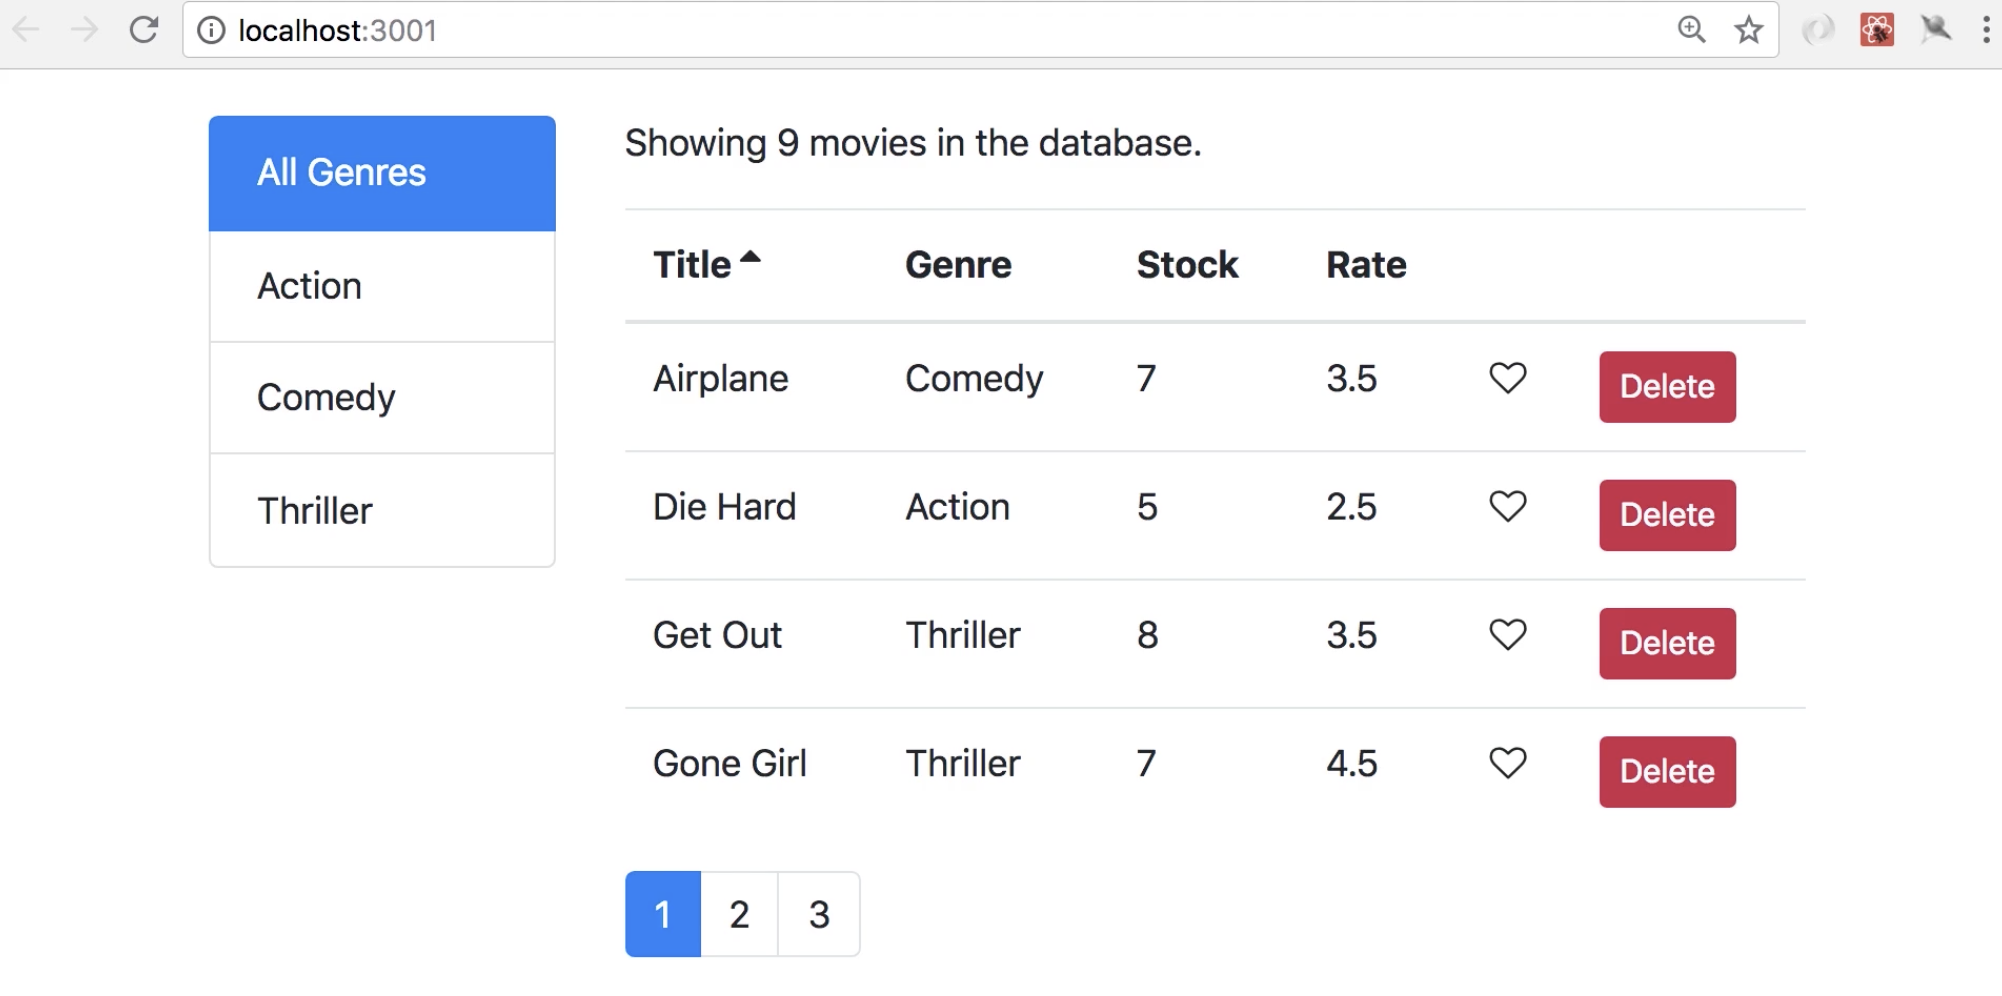 localhost:3001
All Genres
Action
Comedy
Thriller
Showing 9 movies in the database.
Title Genre Stock Rate
Airplane Comedy 7 3.5 Delete
Die Hard Action 5 2.5 Delete
Get Out Thriller 8 3.5 Delete
Gone Girl Thriller 7 4.5 Delete
1 2 3